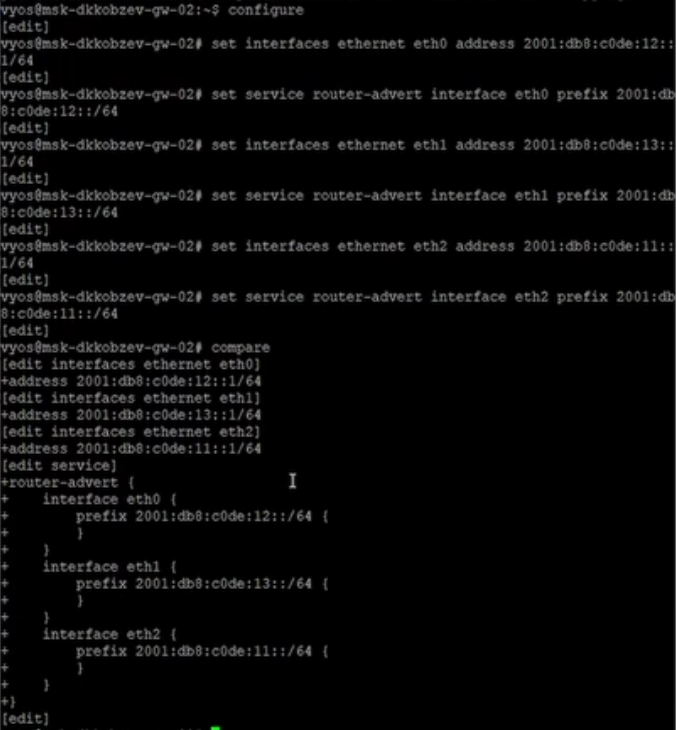 vyos@msk-dkkobzev-gw-02:~$ configure
[edit]
vyos@msk-dkkobzev-gw-02# set interfaces ethernet eth0 address 2001:db8:c0de:12::
1/64
[edit]
vyos@msk-dkkobzev-gw-02# set service router-advert interface eth0 prefix 2001:db
8:c0de:12::/64
[edit]
vyos@msk-dkkobzev-gw-02# set interfaces ethernet eth1 address 2001:db8:c0de:13::
1/64
[edit]
vyos@msk-dkkobzev-gw-02# set service router-advert interface eth1 prefix 2001:db
8:c0de:13::/64
[edit]
vyos@msk-dkkobzev-gw-02# set interfaces ethernet eth2 address 2001:db8:c0de:11::
1/64
[edit]
vyos@msk-dkkobzev-gw-02# set service router-advert interface eth2 prefix 2001:db
8:c0de:11::/64
[edit]
vyos@msk-dkkobzev-gw-02# compare
[edit interfaces ethernet eth0]
+address 2001:db8:c0de:12::1/64
[edit interfaces ethernet eth1]
+address 2001:db8:c0de:13::1/64
[edit interfaces ethernet eth2]
+address 2001:db8:c0de:11::1/64
[edit service]
+router-advert {
+    interface eth0 {
+        prefix 2001:db8:c0de:12::/64 {
+        }
+    }
+    interface eth1 {
+        prefix 2001:db8:c0de:13::/64 {
+        }
+    }
+    interface eth2 {
+        prefix 2001:db8:c0de:11::/64 {
+        }
+    }
+}
[edit]